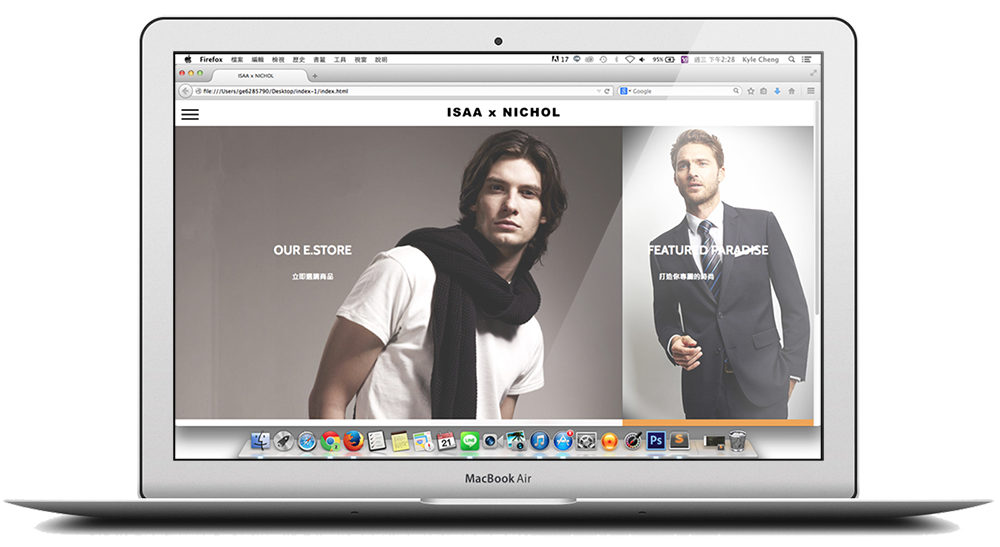 Firefox 檔案 編輯 檢視 歷史 書籤 工具 視窗 說明 17 95% 週三 下午2:28 Kyle Cheng
ISAA x NICHOL
file:///Users/ge6285790/Desktop/index-1/index.html Google
ISAA x NICHOL
OUR E.STORE
立即選購商品
FEATURED PARADISE
打造你專屬的時尚
21
Ps
S
MacBook Air